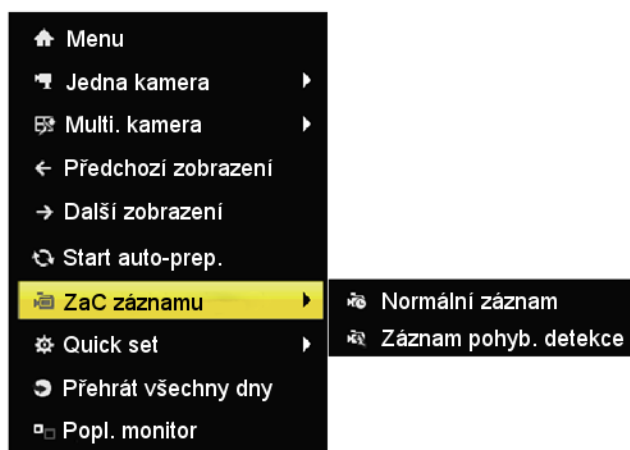 Menu
Jedna kamera
Multi. kamera
Předchozí zobrazení
Další zobrazení
Start auto-prep.
ZaC záznamu
Normální záznam
Záznam pohyb. detekce
Quick set
Přehrát všechny dny
Popl. monitor